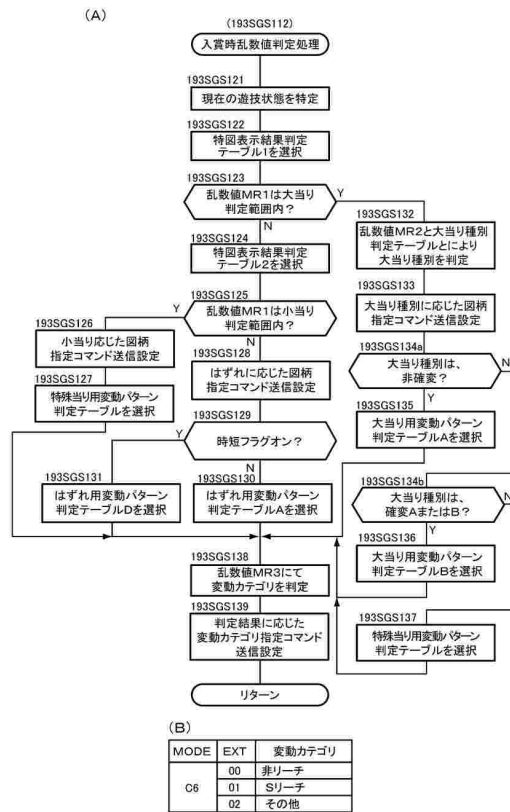 (A)
(193SGS112)
入賞時乱数値判定処理
193SGS121
現在の遊技状態を特定
193SGS122
特図表示結果判定
テーブル1を選択
193SGS123
乱数値MR1は大当り
判定範囲内?
Y
N
193SGS124
特図表示結果判定
テーブル2を選択
193SGS125
乱数値MR1は小当り
判定範囲内?
Y
N
193SGS126
小当り応じた図柄
指定コマンド送信設定
193SGS127
特殊当り用変動パターン
判定テーブルを選択
193SGS128
はずれに応じた図柄
指定コマンド送信設定
193SGS129
時短フラグオン?
Y
N
193SGS131
はずれ用変動パターン
判定テーブルDを選択
193SGS130
はずれ用変動パターン
判定テーブルAを選択
193SGS132
乱数値MR2と大当り種別
判定テーブルとにより
大当り種別を判定
193SGS133
大当り種別に応じた図柄
指定コマンド送信設定
193SGS134a
大当り種別は、
非確変?
N
Y
193SGS135
大当り用変動パターン
判定テーブルAを選択
193SGS134b
大当り種別は、
確変AまたはB?
N
Y
193SGS136
大当り用変動パターン
判定テーブルBを選択
193SGS137
特殊当り用変動パターン
判定テーブルを選択
193SGS138
乱数値MR3にて
変動カテゴリを判定
193SGS139
判定結果に応じた
変動カテゴリ指定コマンド
送信設定
リターン
(B)
MODE EXT 変動カテゴリ
C6 00 非リーチ
01 Sリーチ
02 その他